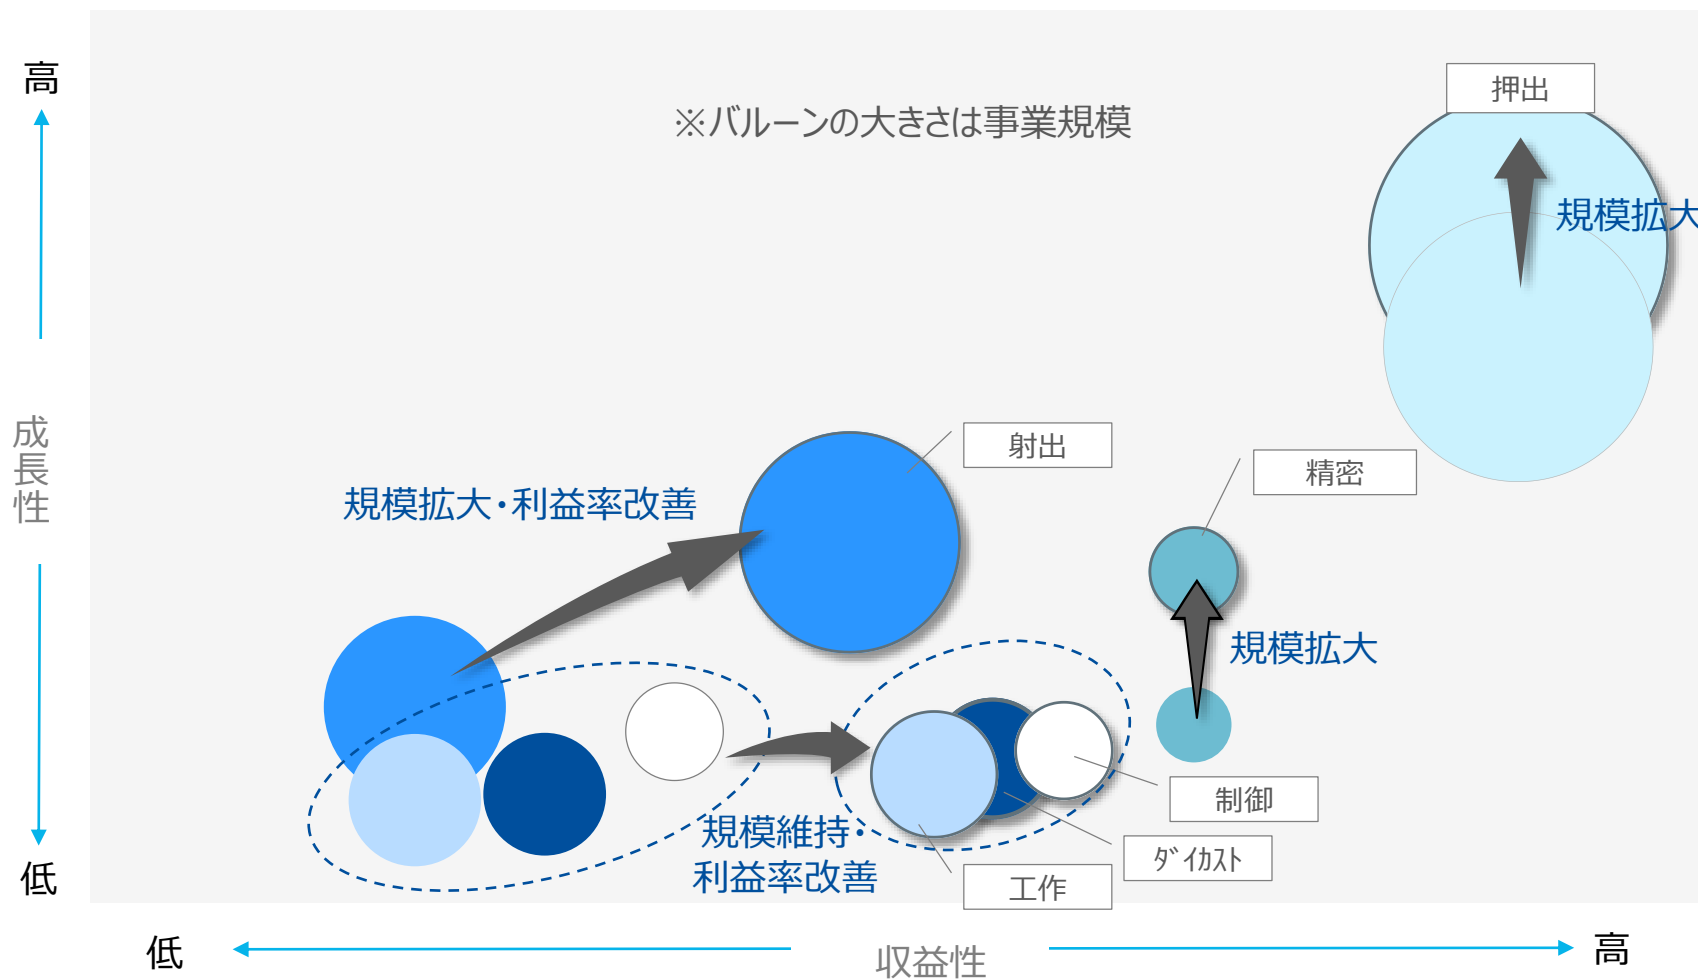 高
押出
※バルーンの大きさは事業規模
規模拡大
成長性
射出
精密
規模拡大・利益率改善
規模拡大
制御
規模維持・
利益率改善
ﾀﾞｲｶｽﾄ
工作
低
低
収益性
高